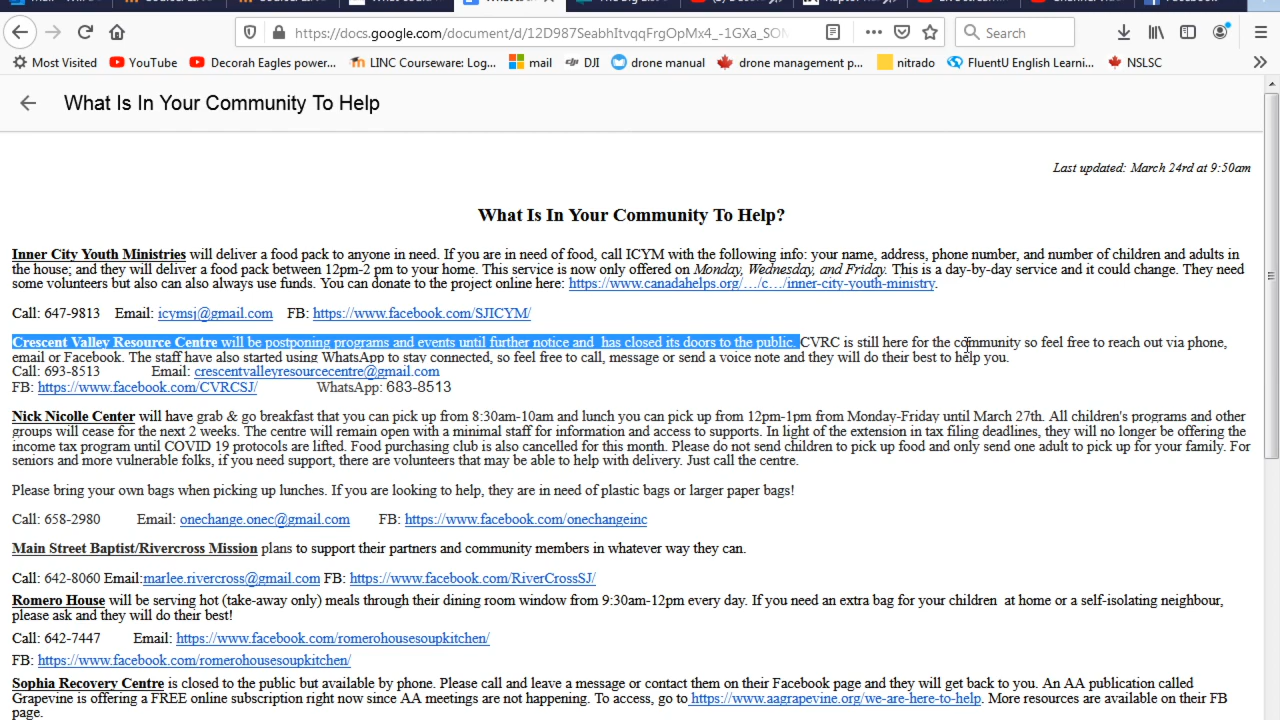 https://docs.google.com/document/d/12D987SeabhItvqqFrgOpMx4_-1GXa_SOM
Search
Most Visited YouTube Decorah Eagles power... LINC Courseware: Log... mail DJI drone manual drone management p... nitrado FluentU English Learni... NSLSC
What Is In Your Community To Help
Last updated: March 24rd at 9:50am
What Is In Your Community To Help?
Inner City Youth Ministries will deliver a food pack to anyone in need. If you are in need of food, call ICYM with the following info: your name, address, phone number, and number of children and adults in
the house; and they will deliver a food pack between 12pm-2 pm to your home. This service is now only offered on Monday, Wednesday, and Friday. This is a day-by-day service and it could change. They need
some volunteers but also can also always use funds. You can donate to the project online here: https://www.canadahelps.org/…/c…/inner-city-youth-ministry.
Call: 647-9813 Email: icymsj@gmail.com FB: https://www.facebook.com/SJICYM/
Crescent Valley Resource Centre will be postponing programs and events until further notice and has closed its doors to the public. CVRC is still here for the community so feel free to reach out via phone,
email or Facebook. The staff have also started using WhatsApp to stay connected, so feel free to call, message or send a voice note and they will do their best to help you.
Call: 693-8513 Email: crescentvalleyresourcecentre@gmail.com
FB: https://www.facebook.com/CVRCSJ/ WhatsApp: 683-8513
Nick Nicolle Center will have grab & go breakfast that you can pick up from 8:30am-10am and lunch you can pick up from 12pm-1pm from Monday-Friday until March 27th. All children's programs and other
groups will cease for the next 2 weeks. The centre will remain open with a minimal staff for information and access to supports. In light of the extension in tax filing deadlines, they will no longer be offering the
income tax program until COVID 19 protocols are lifted. Food purchasing club is also cancelled for this month. Please do not send children to pick up food and only send one adult to pick up for your family. For
seniors and more vulnerable folks, if you need support, there are volunteers that may be able to help with delivery. Just call the centre.
Please bring your own bags when picking up lunches. If you are looking to help, they are in need of plastic bags or larger paper bags!
Call: 658-2980 Email: onechange.onec@gmail.com FB: https://www.facebook.com/onechangeinc
Main Street Baptist/Rivercross Mission plans to support their partners and community members in whatever way they can.
Call: 642-8060 Email:marlee.rivercross@gmail.com FB: https://www.facebook.com/RiverCrossSJ/
Romero House will be serving hot (take-away only) meals through their dining room window from 9:30am-12pm every day. If you need an extra bag for your children at home or a self-isolating neighbour,
please ask and they will do their best!
Call: 642-7447 Email: https://www.facebook.com/romerohousesoupkitchen/
FB: https://www.facebook.com/romerohousesoupkitchen/
Sophia Recovery Centre is closed to the public but available by phone. Please call and leave a message or contact them on their Facebook page and they will get back to you. An AA publication called
Grapevine is offering a FREE online subscription right now since AA meetings are not happening. To access, go to https://www.aagrapevine.org/we-are-here-to-help. More resources are available on their FB
page.